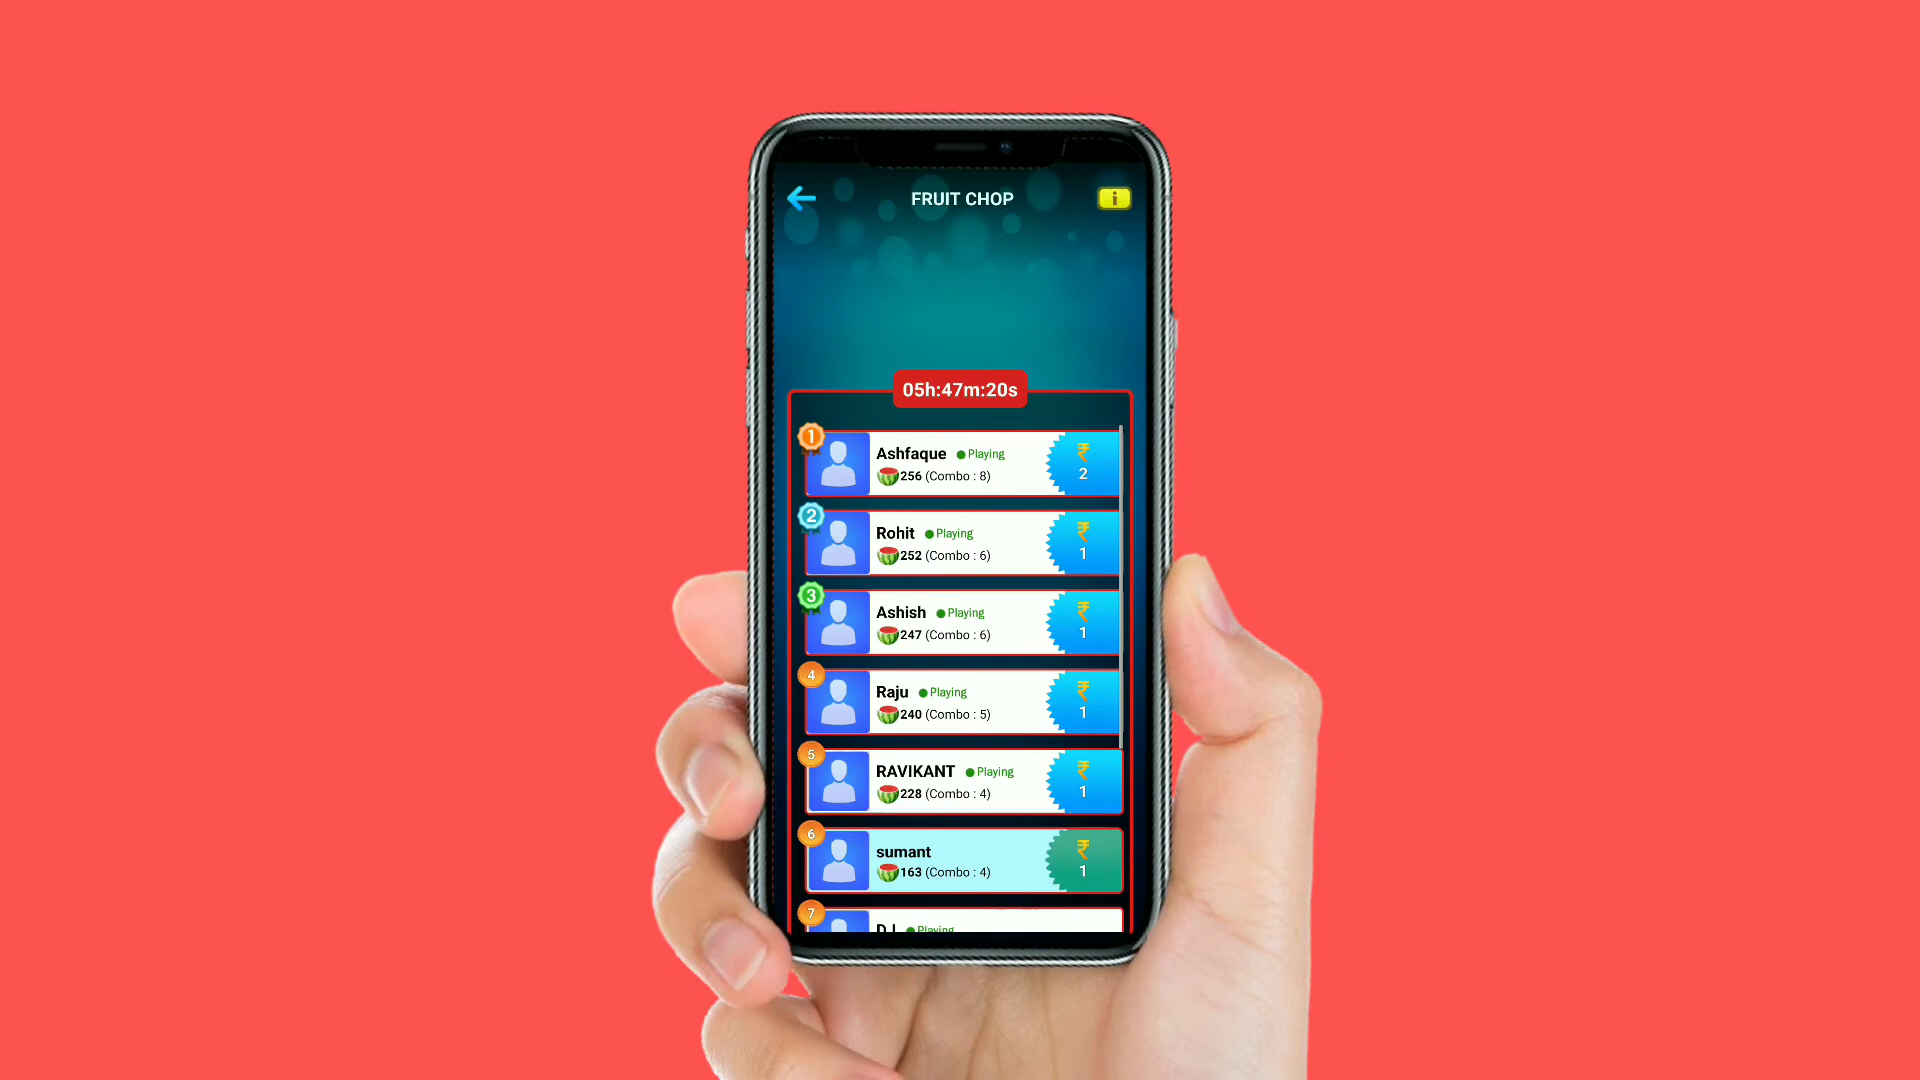 FRUIT CHOP
i
05h:47m:20s
1
Ashfaque Playing
256 (Combo : 8)
₹
2
2
Rohit Playing
252 (Combo : 6)
₹
1
3
Ashish Playing
247 (Combo : 6)
₹
1
4
Raju Playing
240 (Combo : 5)
₹
1
5
RAVIKANT Playing
228 (Combo : 4)
₹
1
6
sumant
163 (Combo : 4)
₹
1
7
Playing